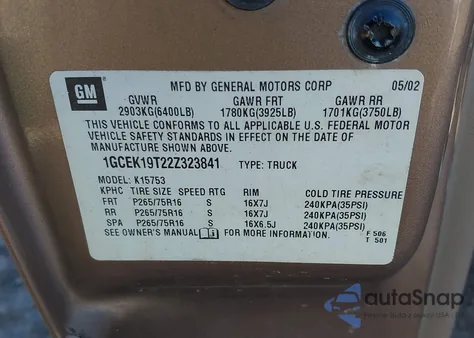 GM
MFD BY GENERAL MOTORS CORP 05/02
GVWR GAWR FRT GAWR RR
2903KG(6400LB) 1780KG(3925LB) 1701KG(3750LB)
THIS VEHICLE CONFORMS TO ALL APPLICABLE U.S. FEDERAL MOTOR
VEHICLE SAFETY STANDARDS IN EFFECT ON THE DATE OF
MANUFACTURE SHOWN ABOVE.
1GCEK19T22Z323841 TYPE: TRUCK
MODEL: K15753
KPHC TIRE SIZE SPEED RTG RIM COLD TIRE PRESSURE
FRT P265/75R16 S 16X7J 240KPA(35PSI)
RR P265/75R16 S 16X7J 240KPA(35PSI)
SPA P265/75R16 S 16X6.5J 240KPA(35PSI)
SEE OWNER'S MANUAL FOR MORE INFORMATION F 506
T 501
autoSnap